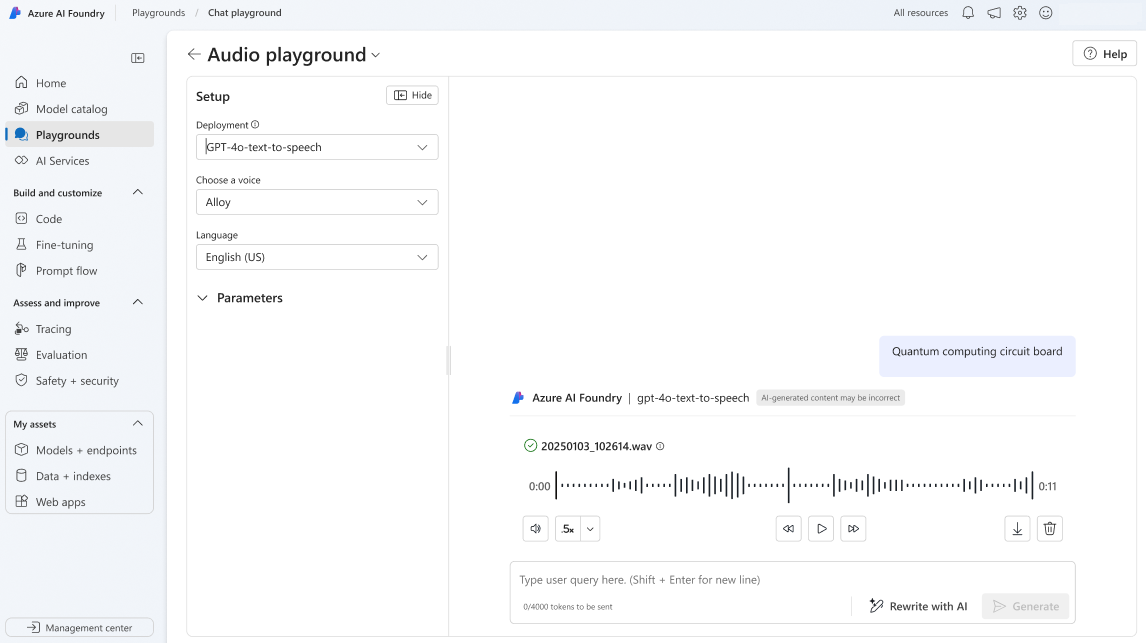 Azure AI Foundry
Playgrounds / Chat playground
All resources
Home
Model catalog
Playgrounds
AI Services
Build and customize
Code
Fine-tuning
Prompt flow
Assess and improve
Tracing
Evaluation
Safety + security
My assets
Models + endpoints
Data + indexes
Web apps
Management center
Audio playground
Help
Setup
Hide
Deployment
GPT-4o-text-to-speech
Choose a voice
Alloy
Language
English (US)
Parameters
Quantum computing circuit board
Azure AI Foundry | gpt-4o-text-to-speech AI-generated content may be incorrect
20250103_102614.wav
0:00 0:11
.5x
Type user query here. (Shift + Enter for new line)
0/4000 tokens to be sent
Rewrite with AI
Generate